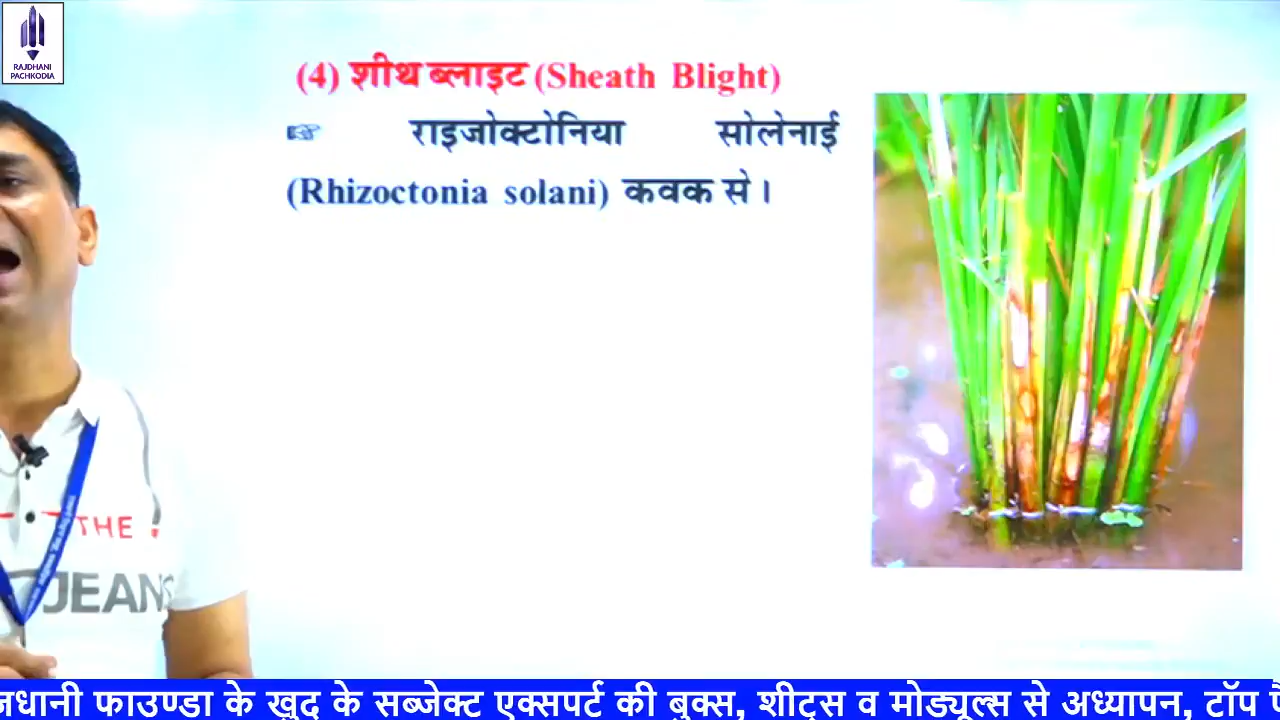 RAJDHANI
PACHKODIA
(4) शीथ ब्लाइट (Sheath Blight)
☞ राइजोक्टोनिया सोलेनाई
(Rhizoctonia solani) कवक से ।
THE
JEANS
जधानी फाउण्डा के खुद के सब्जेक्ट एक्सपर्ट की बुक्स, शीट्स व मोड्यूल्स से अध्यापन, टॉप